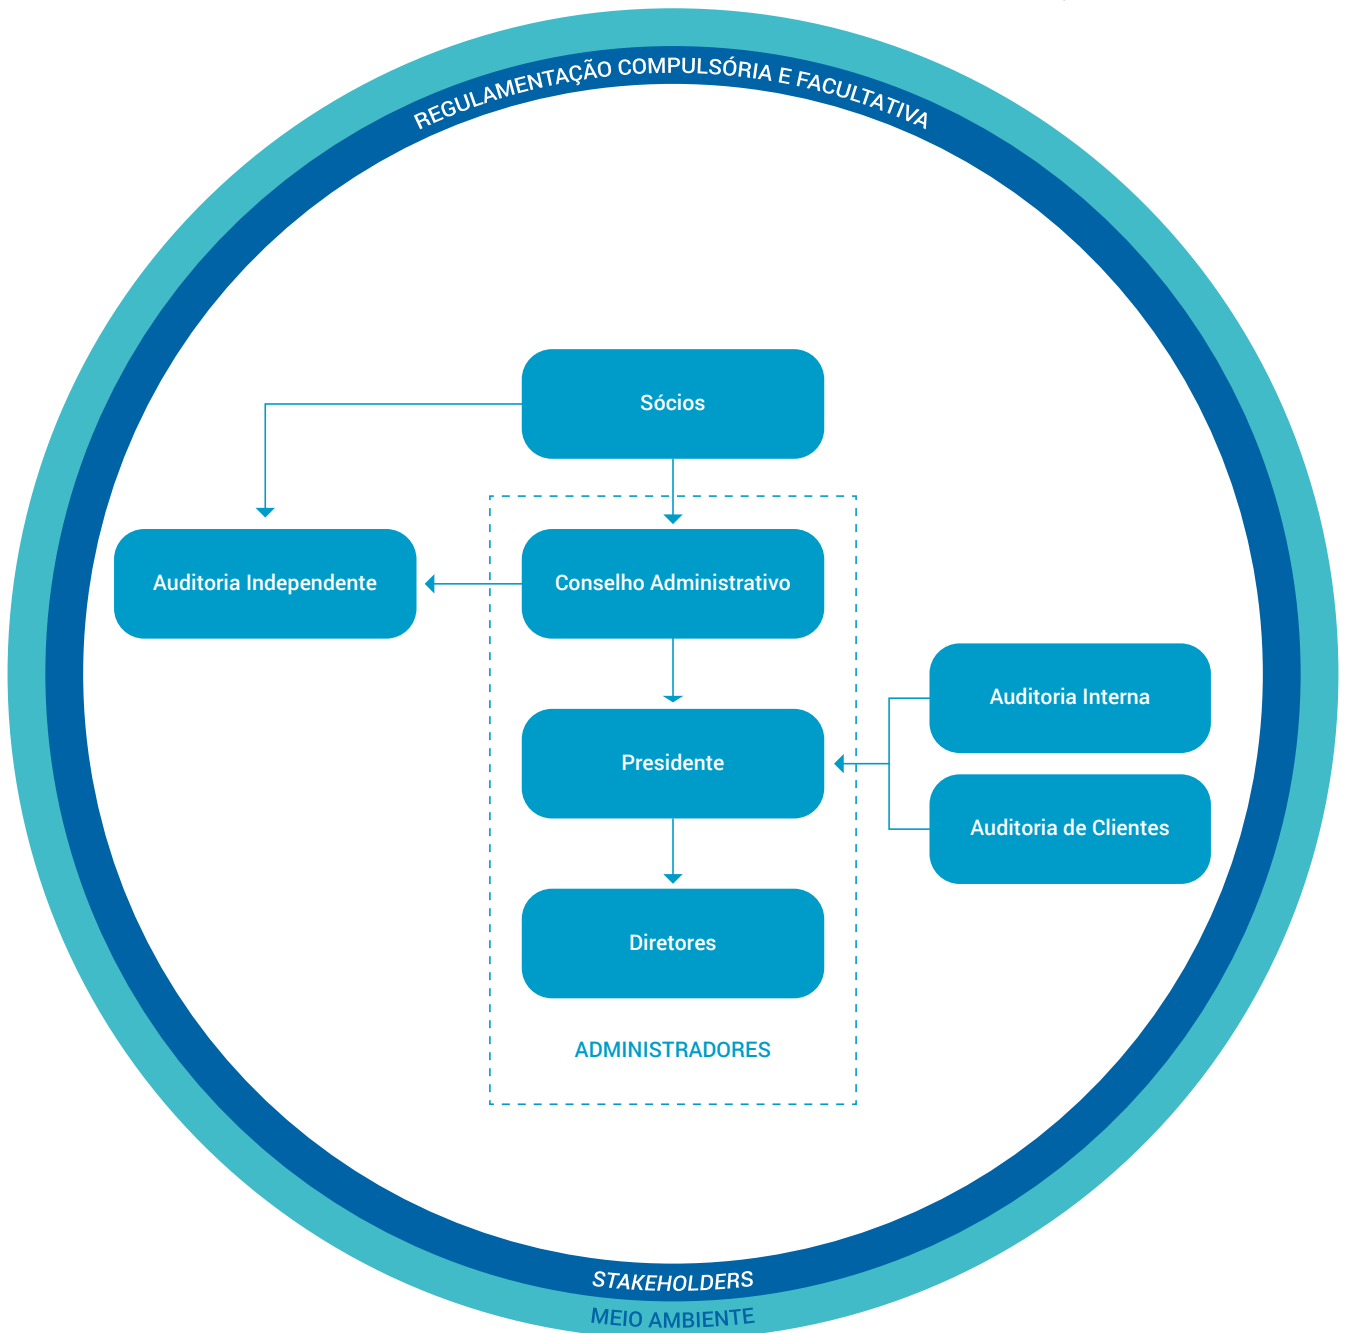 REGULAMENTAÇÃO COMPULSÓRIA E FACULTATIVA
Sócios
Auditoria Independente
Conselho Administrativo
Auditoria Interna
Presidente
Auditoria de Clientes
Diretores
ADMINISTRADORES
STAKEHOLDERS
MEIO AMBIENTE